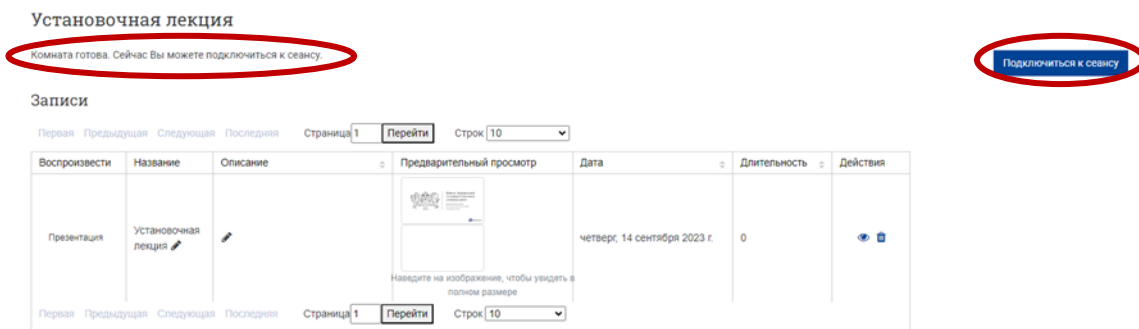 Установочная лекция
Комната готова. Сейчас Вы можете подключиться к сеансу.
Подключиться к сеансу
Записи
Первая Предыдущая Следующая Последняя Страница 1 Перейти Строк 10
Воспроизвести Название Описание Предварительный просмотр Дата Длительность Действия
Презентация
Установочная
лекция
четверг, 14 сентября 2023 г.
0
Наведите на изображение, чтобы увидеть в
полном размере
Первая Предыдущая Следующая Последняя Страница 1 Перейти Строк 10